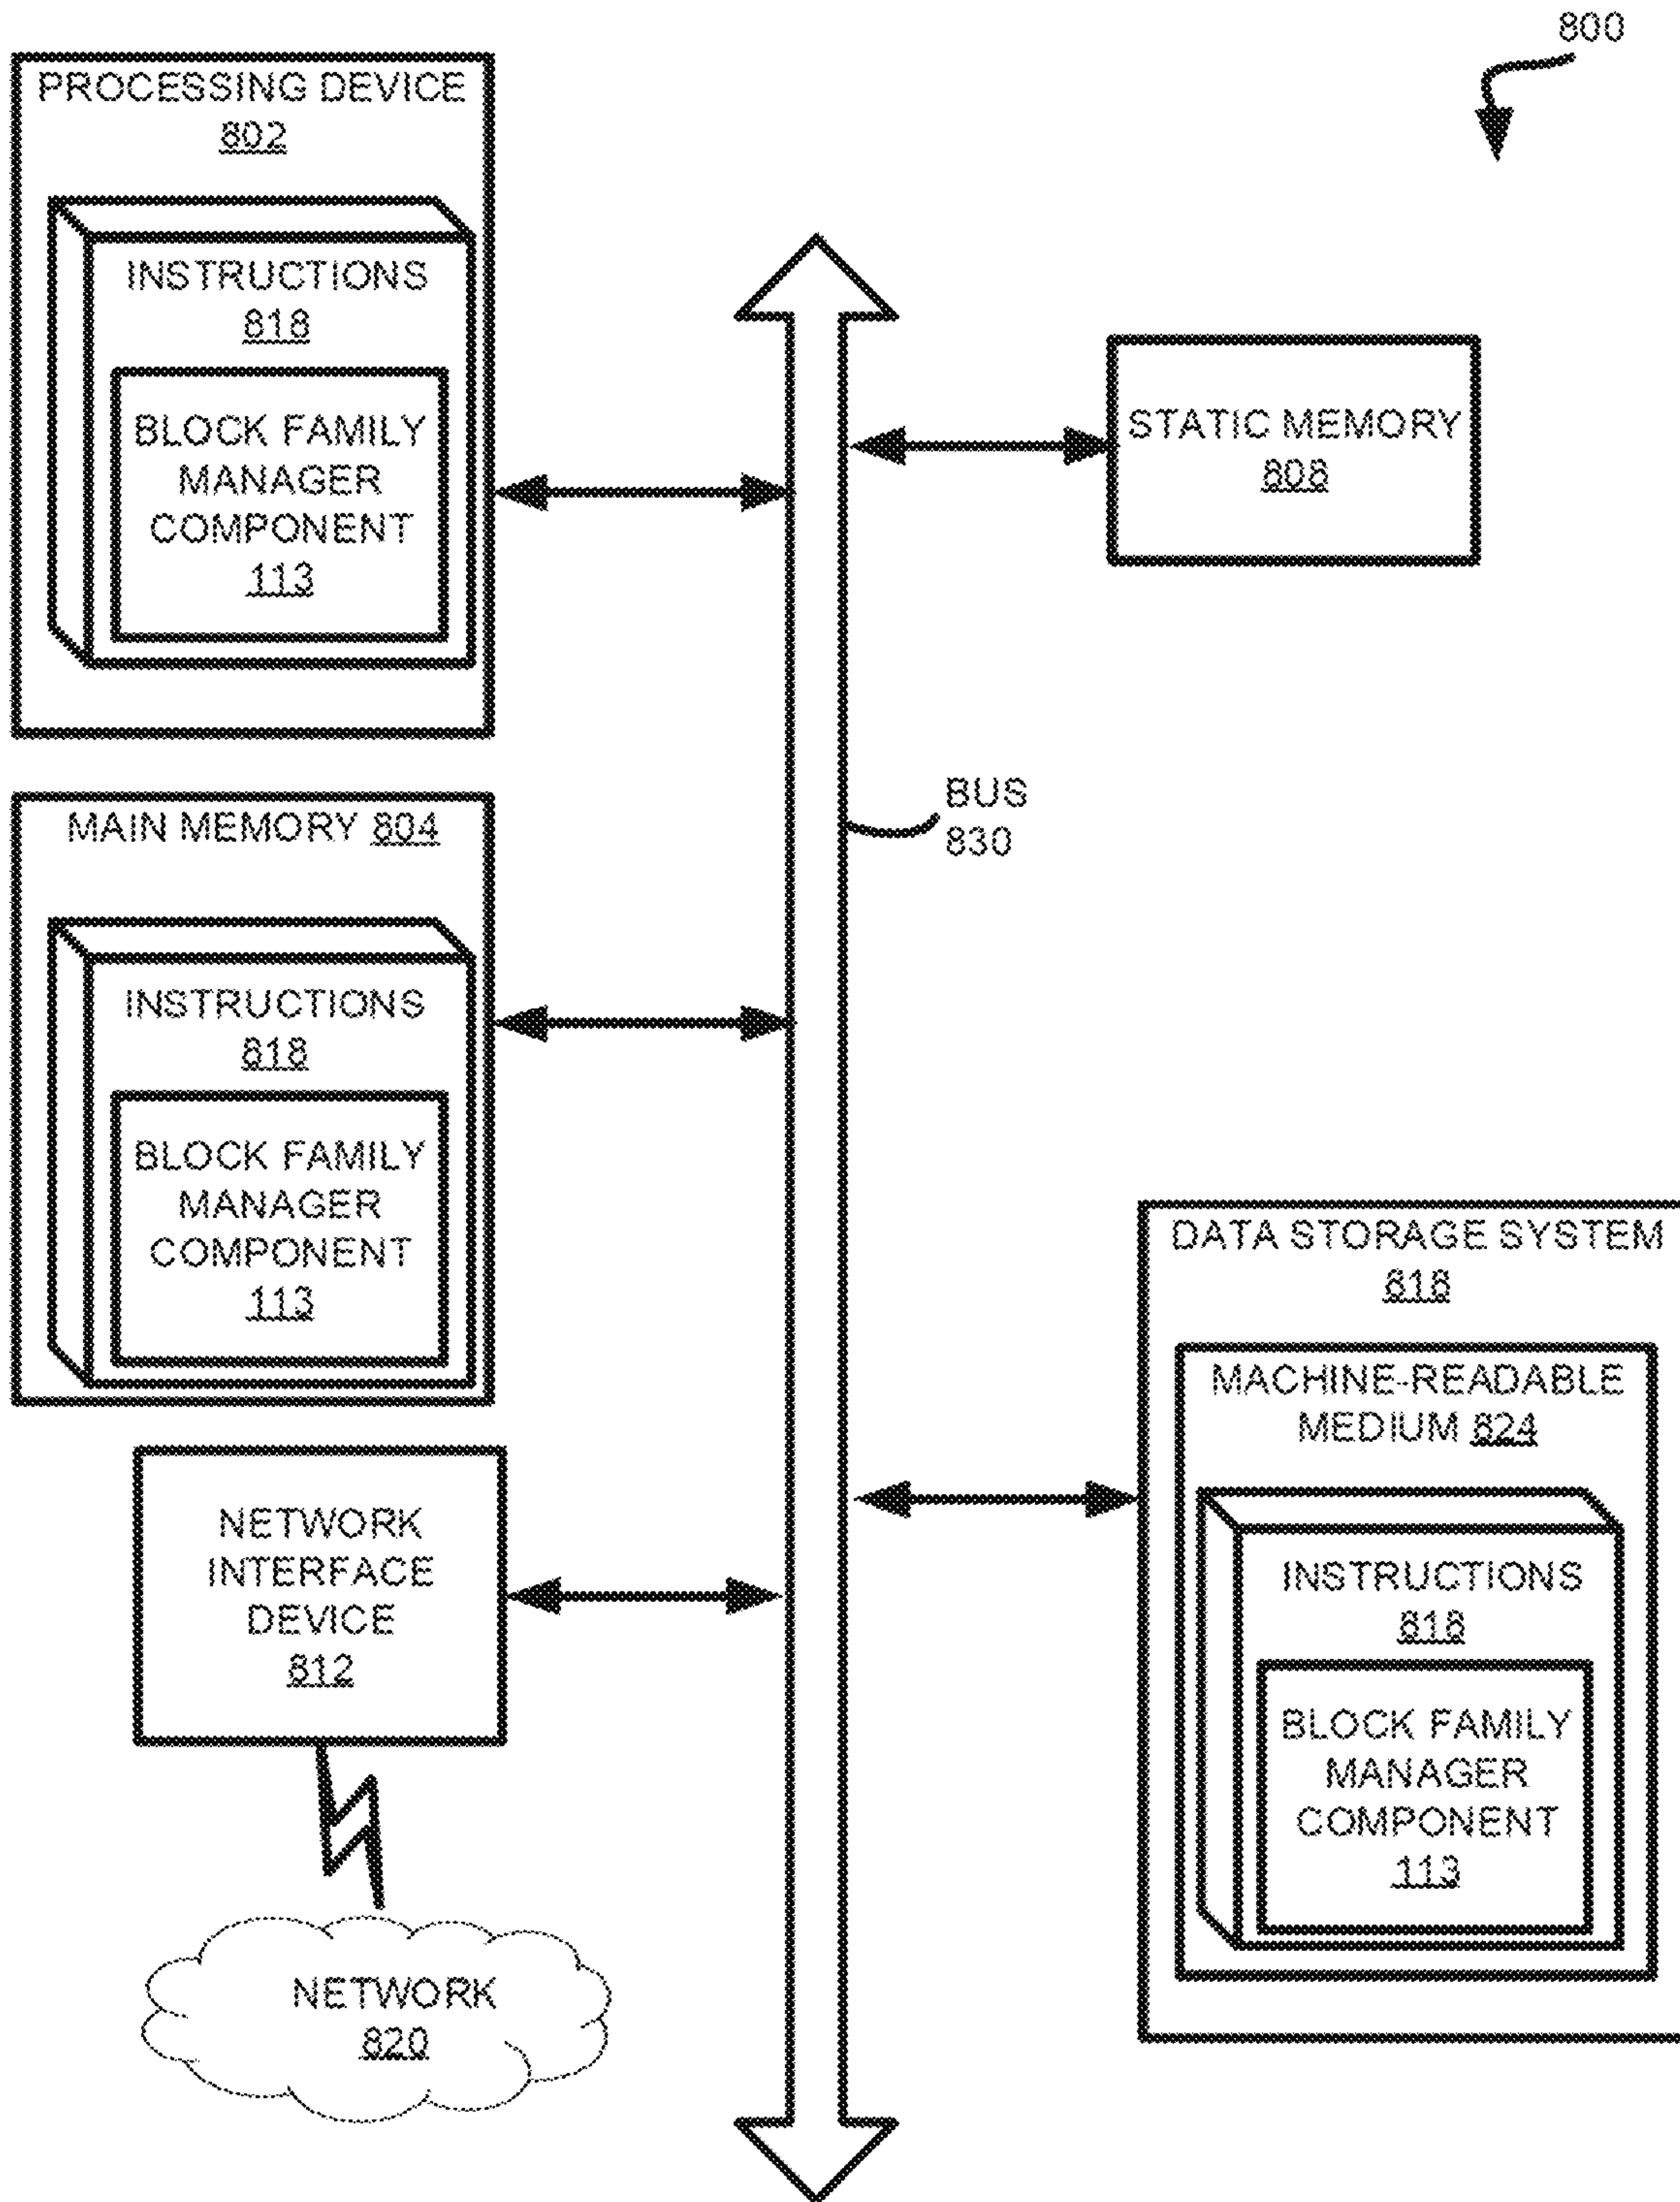 800
PROCESSING DEVICE
802
INSTRUCTIONS
818
BLOCK FAMILY
MANAGER
COMPONENT
113
STATIC MEMORY
808
BUS
830
MAIN MEMORY 804
INSTRUCTIONS
818
BLOCK FAMILY
MANAGER
COMPONENT
113
DATA STORAGE SYSTEM
818
MACHINE-READABLE
MEDIUM 824
INSTRUCTIONS
818
BLOCK FAMILY
MANAGER
COMPONENT
113
NETWORK
INTERFACE
DEVICE
812
NETWORK
820